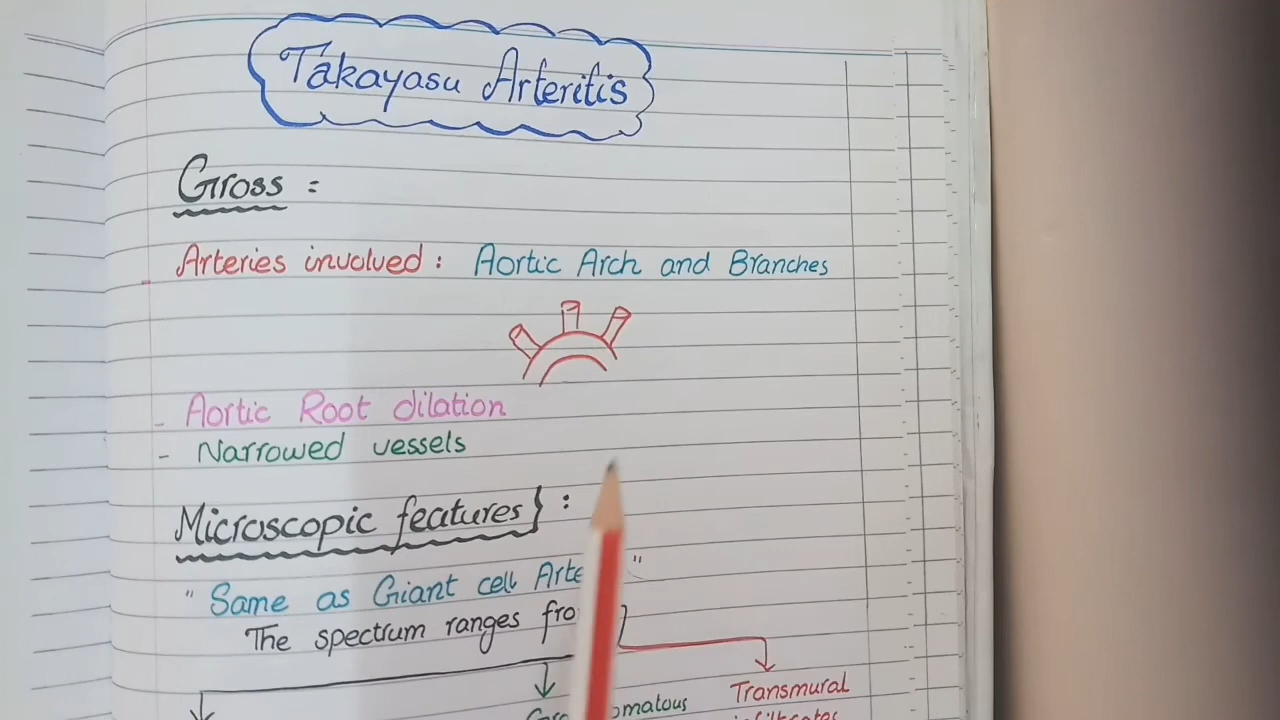 Takayasu Arteritis
Gross :
- Arteries involved : Aortic Arch and Branches
- Aortic Root dilation
- Narrowed vessels
Microscopic features } :
" Same as Giant cell "
The spectrum ranges
Transmural